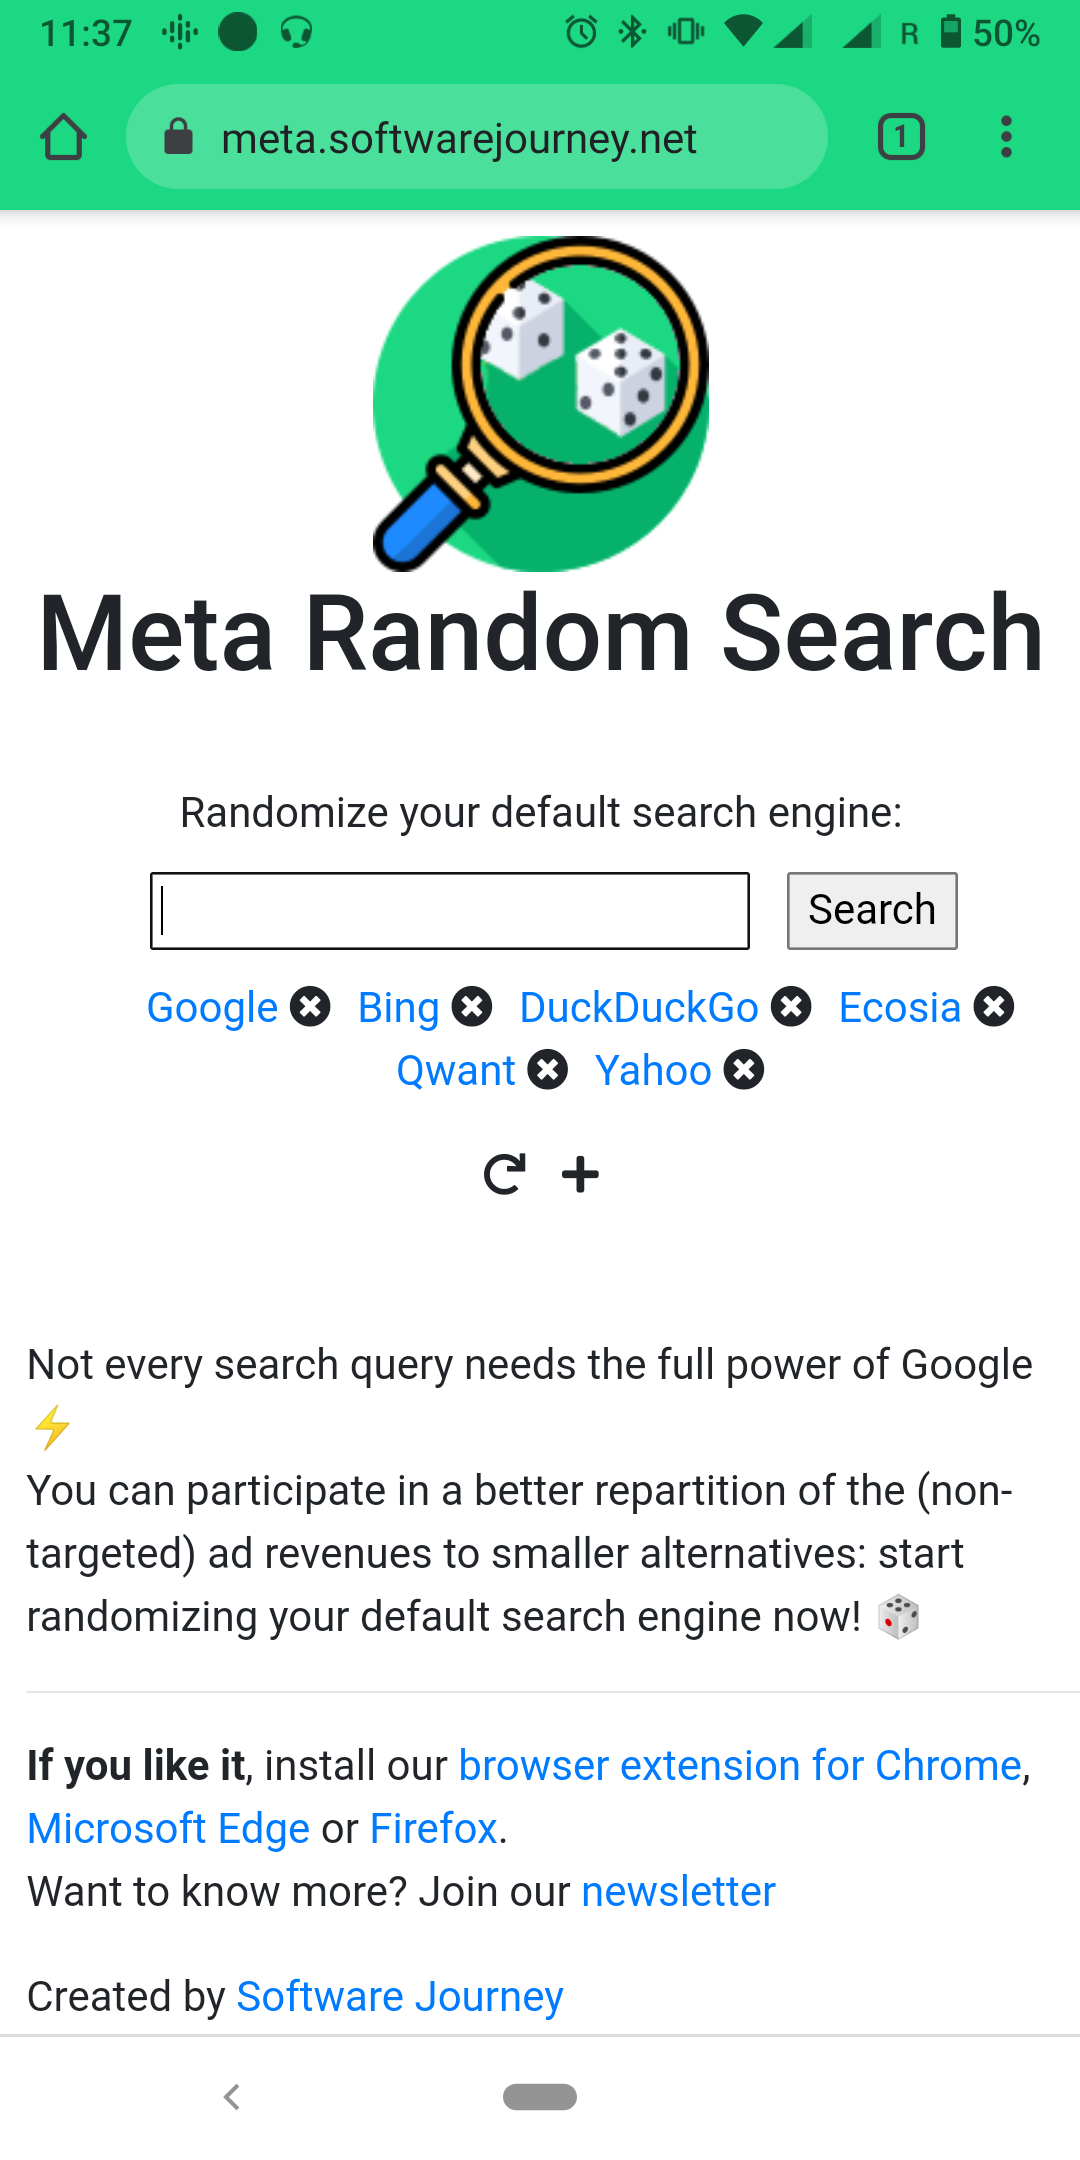 11:37 R 50%
meta.softwarejourney.net 1
Meta Random Search
Randomize your default search engine:
Search
Google Bing DuckDuckGo Ecosia
Qwant Yahoo
Not every search query needs the full power of Google
⚡
You can participate in a better repartition of the (non-
targeted) ad revenues to smaller alternatives: start
randomizing your default search engine now! 🎲
If you like it, install our browser extension for Chrome,
Microsoft Edge or Firefox.
Want to know more? Join our newsletter
Created by Software Journey